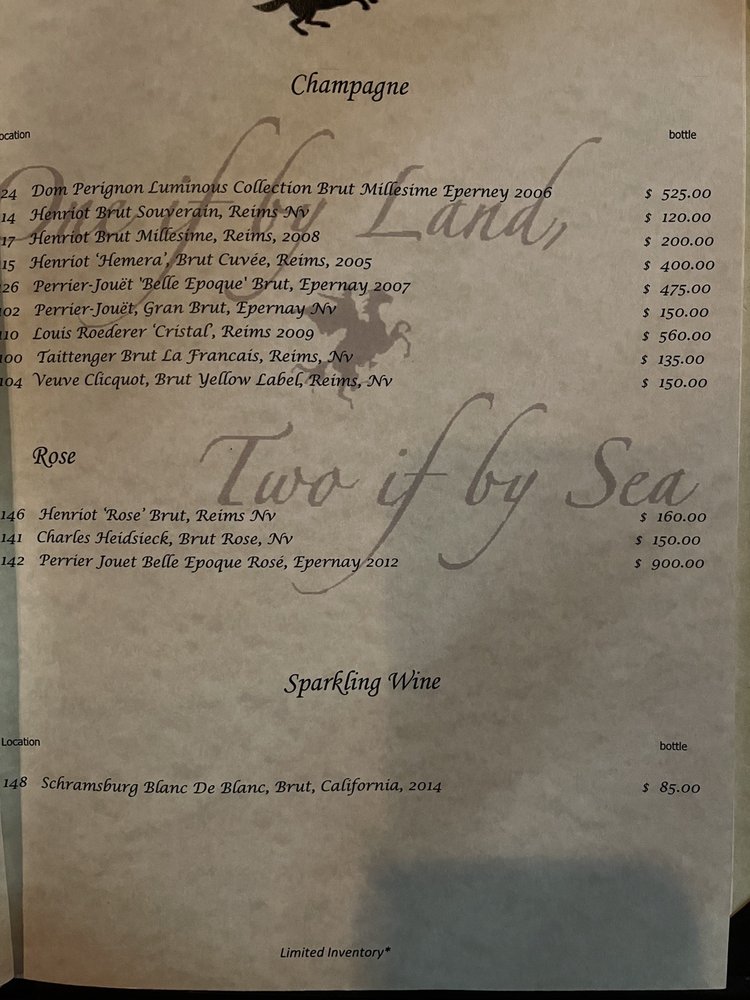 Champagne
ocation bottle
24 Dom Perignon Luminous Collection Brut Millesime Eperney 2006 $ 525.00
14 Henriot Brut Souverain, Reims Nv $ 120.00
17 Henriot Brut Millesime, Reims, 2008 $ 200.00
15 Henriot ‘Hemera’, Brut Cuvée, Reims, 2005 $ 400.00
26 Perrier-Jouët 'Belle Epoque' Brut, Epernay 2007 $ 475.00
102 Perrier-Jouët, Gran Brut, Epernay Nv $ 150.00
110 Louis Roederer ‘Cristal’, Reims 2009 $ 560.00
100 Taittenger Brut La Francais, Reims, Nv $ 135.00
104 Veuve Clicquot, Brut Yellow Label, Reims, Nv $ 150.00
One if by Land,
Two if by Sea
Rose
146 Henriot ‘Rose’ Brut, Reims Nv $ 160.00
141 Charles Heidsieck, Brut Rose, Nv $ 150.00
142 Perrier Jouet Belle Epoque Rosé, Epernay 2012 $ 900.00
Sparkling Wine
Location bottle
148 Schramsburg Blanc De Blanc, Brut, California, 2014 $ 85.00
Limited Inventory*